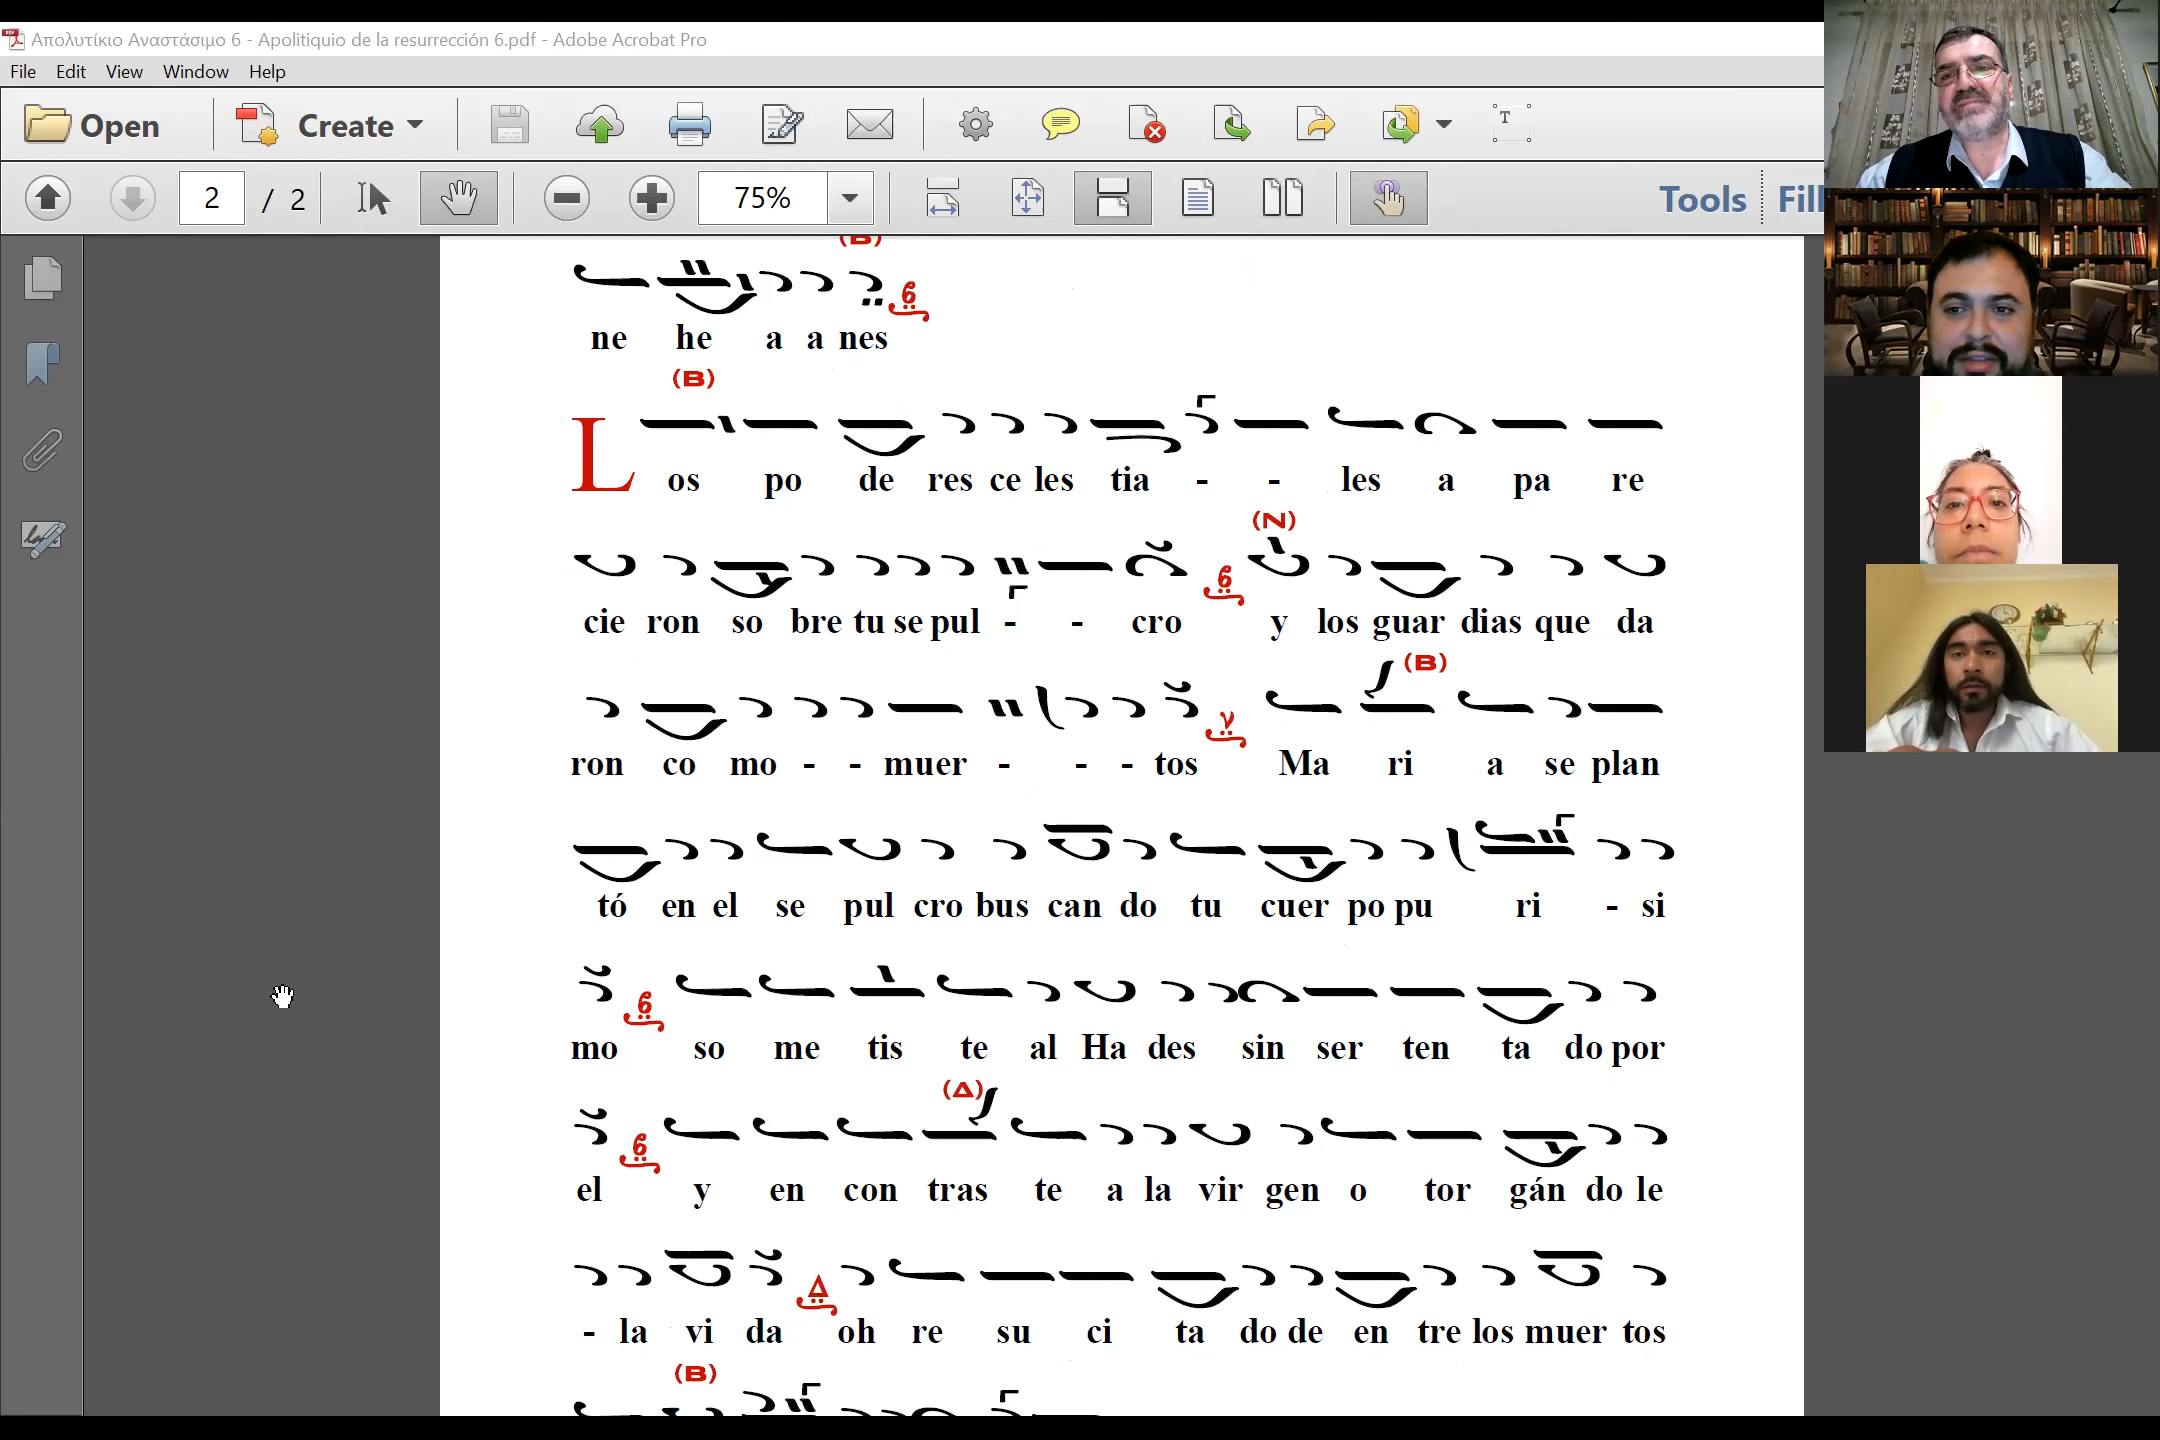 Απολυτίκιο Αναστάσιμο 6 - Apolitiquio de la resurrección 6.pdf - Adobe Acrobat Pro
File Edit View Window Help
Open Create
2 / 2 75% Tools Fill
(B)
ne he a a nes
(B)
Los po de res ce les tia - - les a pa re
(N)
cie ron so bre tu se pul - - cro y los guar dias que da
(B)
ron co mo - - muer - - - tos Ma ri a se plan
tó en el se pul cro bus can do tu cuer po pu ri - si
mo so me tis te al Ha des sin ser ten ta do por
(Δ)
el y en con tras te a la vir gen o tor gán do le
- la vi da oh re su ci ta do de en tre los muer tos
(B)